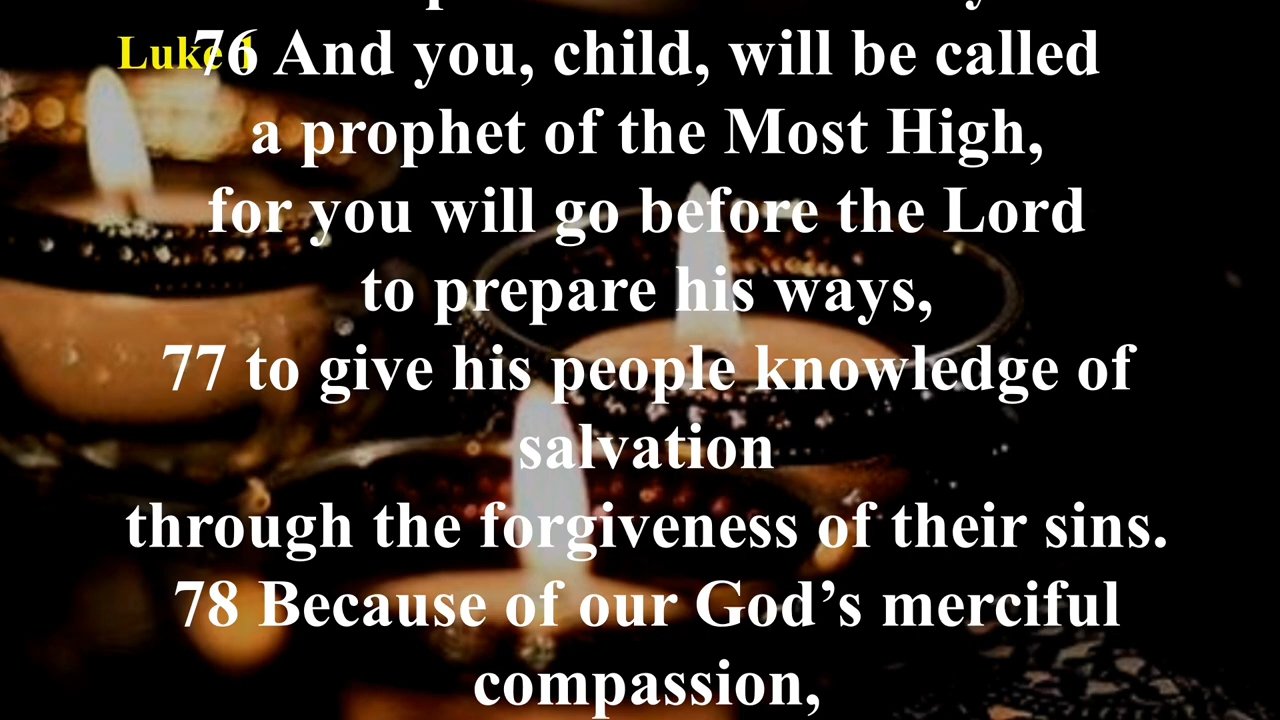 Luke 1
76 And you, child, will be called
a prophet of the Most High,
for you will go before the Lord
to prepare his ways,
77 to give his people knowledge of
salvation
through the forgiveness of their sins.
78 Because of our God’s merciful
compassion,